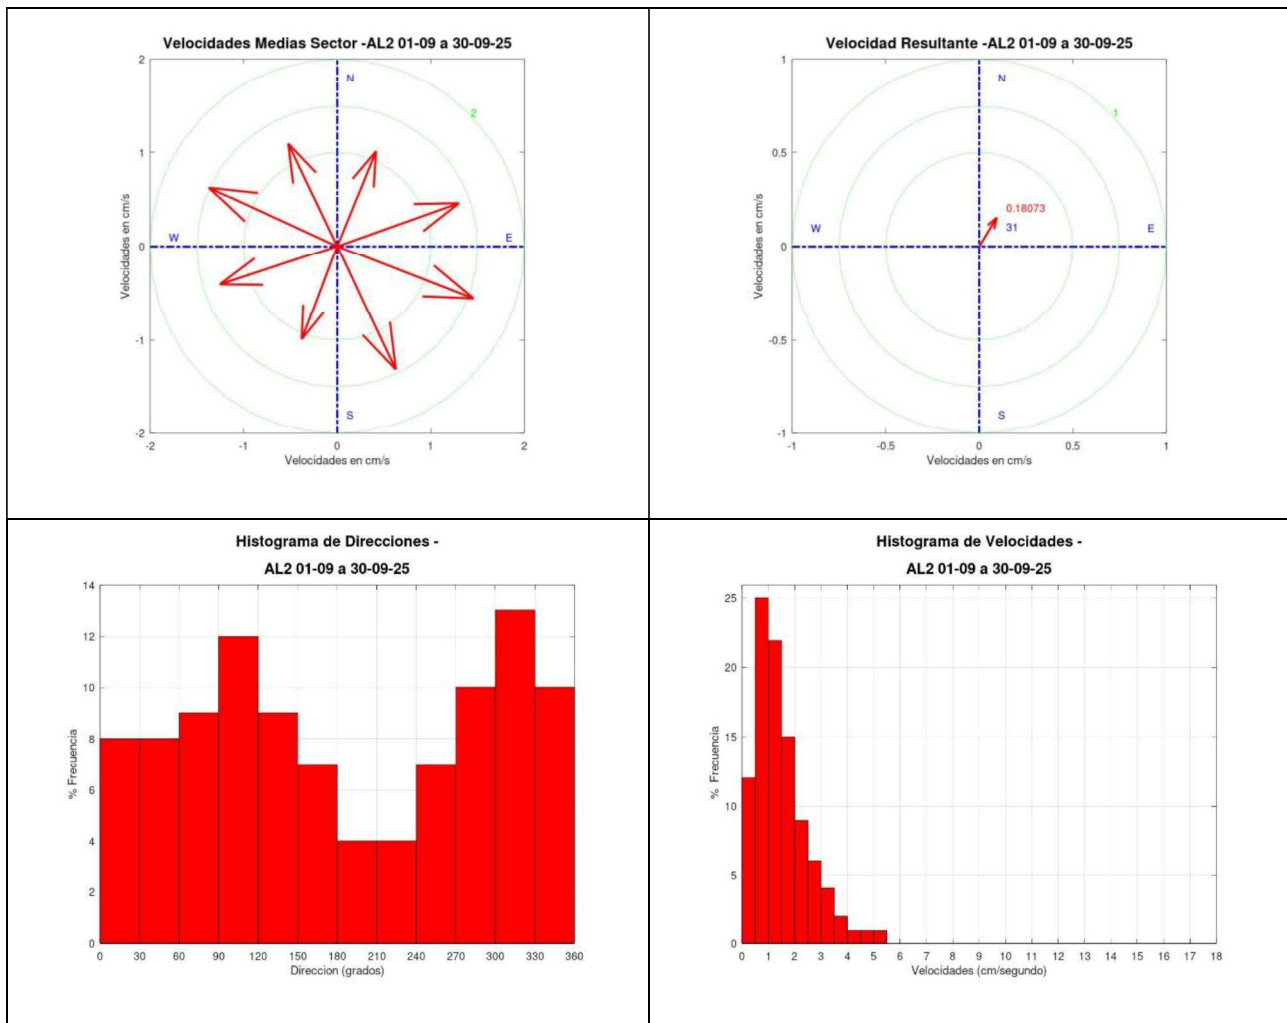 Velocidades Medias Sector -AL2 01-09 a 30-09-25
2
N
2
1
Velocidades en cm/s
W
E
0
-1
S
-2
-2 -1 0 1 2
Velocidades en cm/s
Velocidad Resultante -AL2 01-09 a 30-09-25
1
N
1
0.5
Velocidades en cm/s
0.18073
W
31
E
0
-0.5
S
-1
-1 -0.5 0 0.5 1
Velocidades en cm/s
Histograma de Direcciones -
AL2 01-09 a 30-09-25
14
12
10
8
% Frecuencia
6
4
2
0
0 30 60 90 120 150 180 210 240 270 300 330 360
Direccion (grados)
Histograma de Velocidades -
AL2 01-09 a 30-09-25
25
20
15
% Frecuencia
10
5
0
0 1 2 3 4 5 6 7 8 9 10 11 12 13 14 15 16 17 18
Velocidades (cm/segundo)